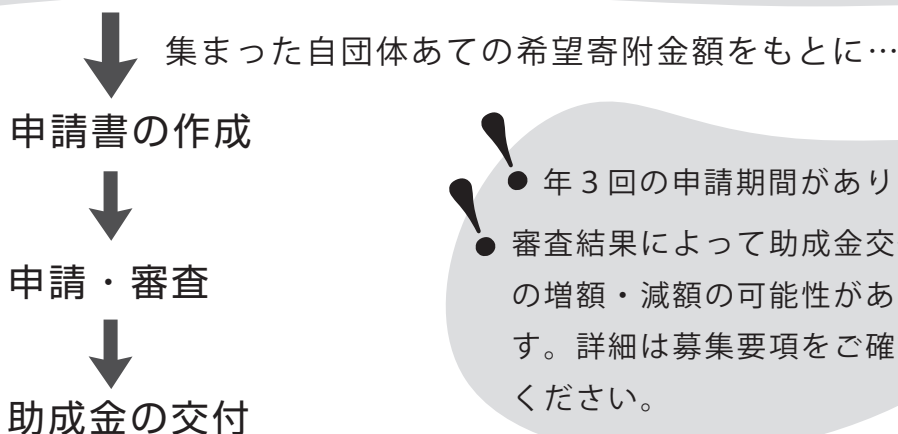 集まった自団体あての希望寄附金額をもとに…
申請書の作成
年３回の申請期間があり
審査結果によって助成金交
の増額・減額の可能性があ
す。詳細は募集要項をご確
ください。
申請・審査
助成金の交付